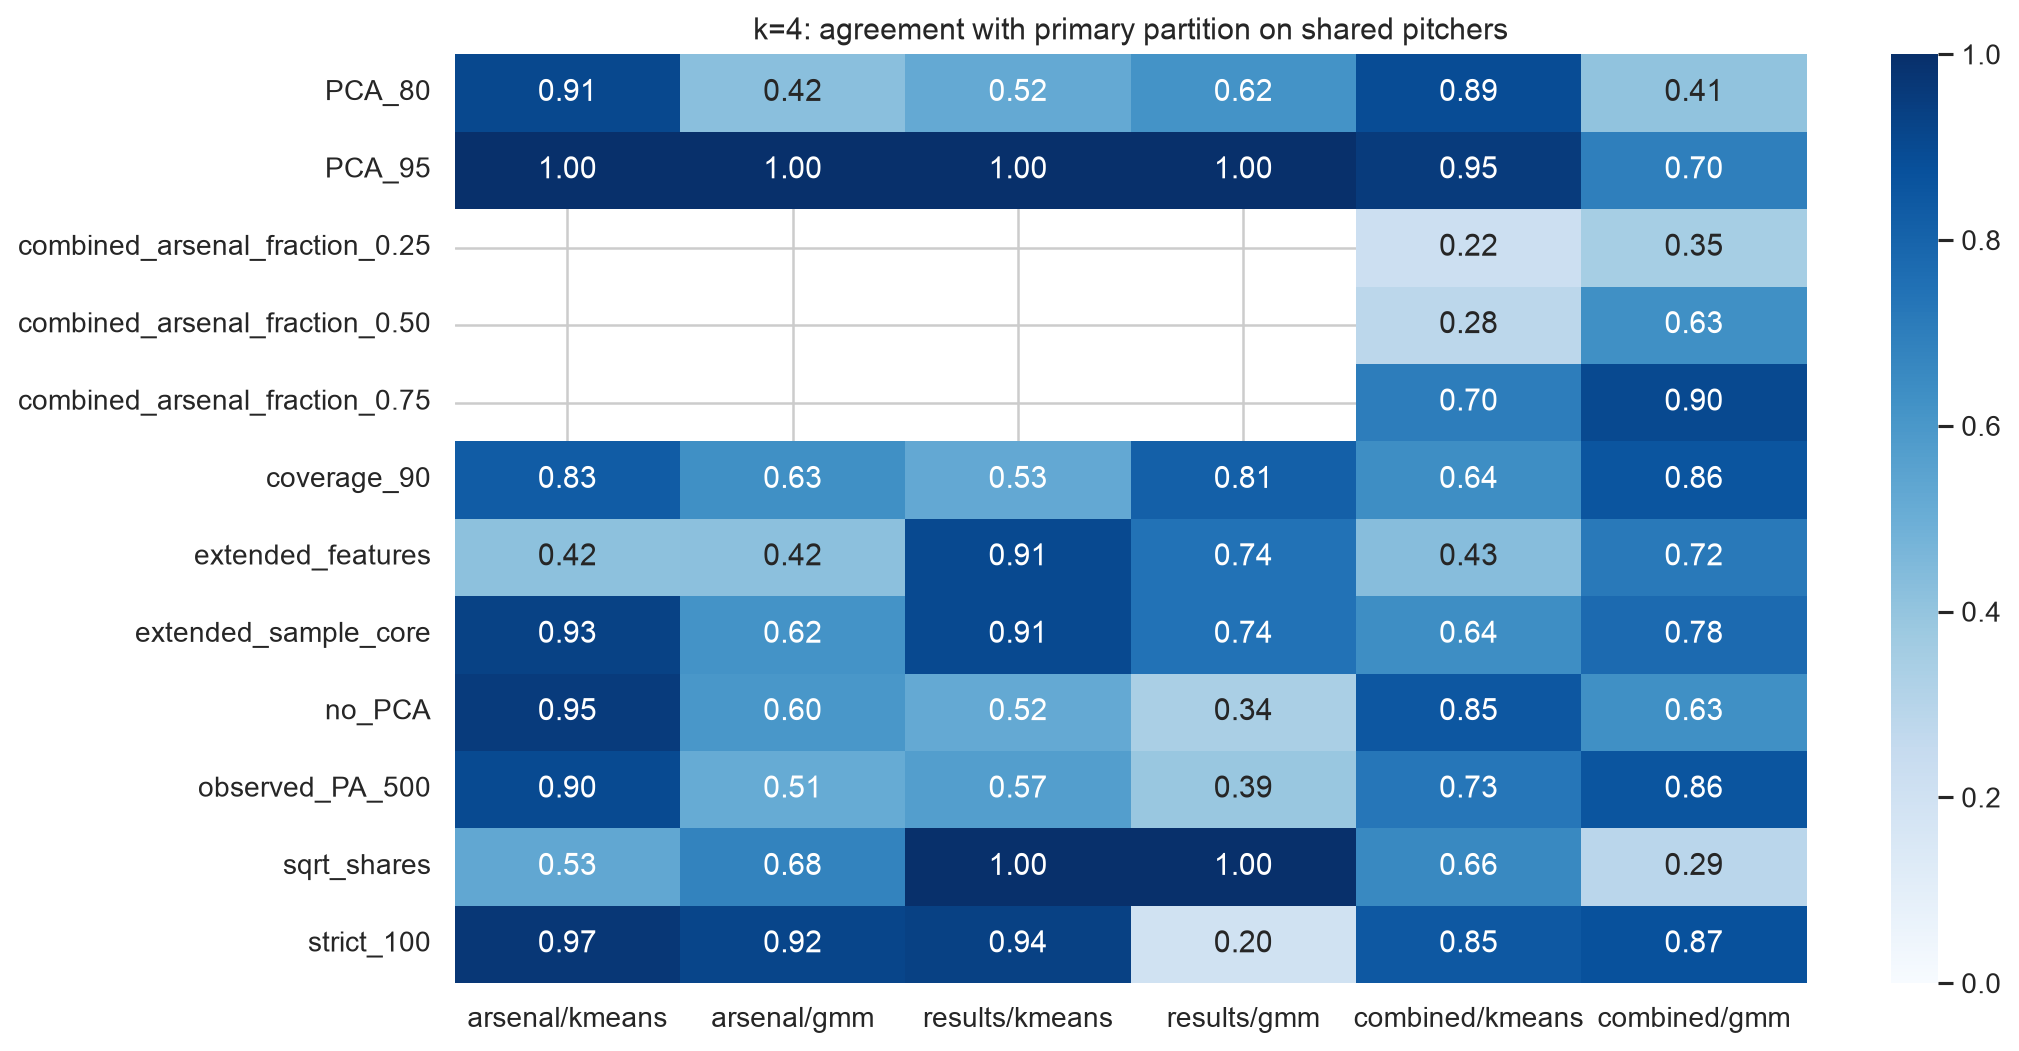 k=4: agreement with primary partition on shared pitchers
PCA_80 0.91 0.42 0.52 0.62 0.89 0.41
PCA_95 1.00 1.00 1.00 1.00 0.95 0.70
combined_arsenal_fraction_0.25 0.22 0.35
combined_arsenal_fraction_0.50 0.28 0.63
combined_arsenal_fraction_0.75 0.70 0.90
coverage_90 0.83 0.63 0.53 0.81 0.64 0.86
extended_features 0.42 0.42 0.91 0.74 0.43 0.72
extended_sample_core 0.93 0.62 0.91 0.74 0.64 0.78
no_PCA 0.95 0.60 0.52 0.34 0.85 0.63
observed_PA_500 0.90 0.51 0.57 0.39 0.73 0.86
sqrt_shares 0.53 0.68 1.00 1.00 0.66 0.29
strict_100 0.97 0.92 0.94 0.20 0.85 0.87
arsenal/kmeans arsenal/gmm results/kmeans results/gmm combined/kmeans combined/gmm
1.0
0.8
0.6
0.4
0.2
0.0